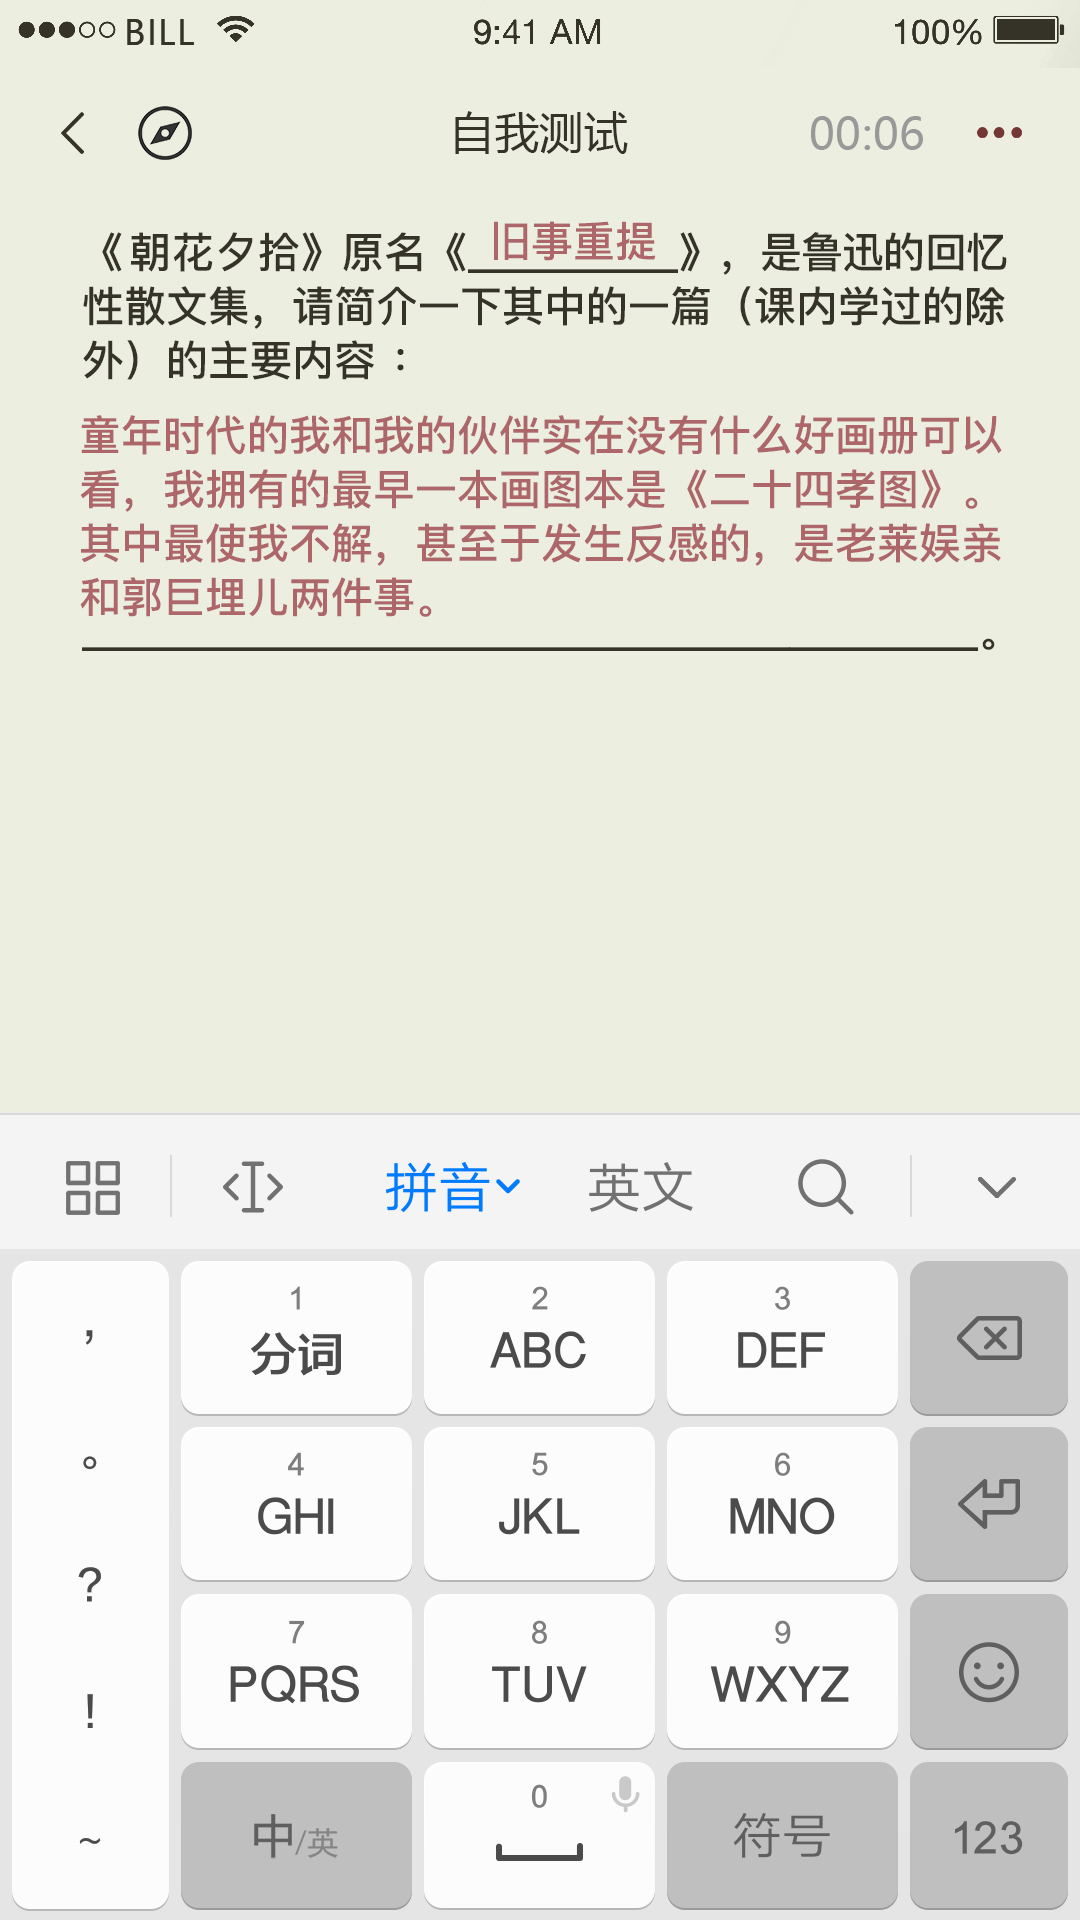 BILL 9:41 AM 100%
自我测试 00:06
《朝花夕拾》原名《旧事重提》，是鲁迅的回忆
性散文集，请简介一下其中的一篇（课内学过的除
外）的主要内容：
童年时代的我和我的伙伴实在没有什么好画册可以
看，我拥有的最早一本画图本是《二十四孝图》。
其中最使我不解，甚至于发生反感的，是老莱娱亲
和郭巨埋儿两件事。
。
拼音 英文
， 1 2 3
分词 ABC DEF
。 4 5 6
GHI JKL MNO
? 7 8 9
PQRS TUV WXYZ
!
~ 0
中/英 符号 123